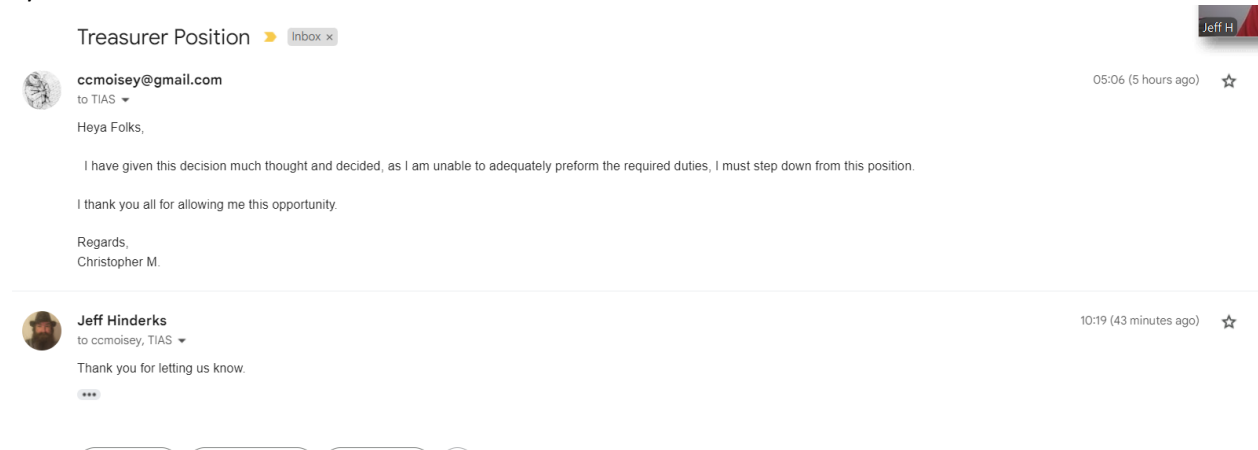 Treasurer Position Inbox ×
Jeff H
ccmoisey@gmail.com 05:06 (5 hours ago)
to TIAS
Heya Folks,
I have given this decision much thought and decided, as I am unable to adequately preform the required duties, I must step down from this position.
I thank you all for allowing me this opportunity.
Regards,
Christopher M.
Jeff Hinderks 10:19 (43 minutes ago)
to ccmoisey, TIAS
Thank you for letting us know.